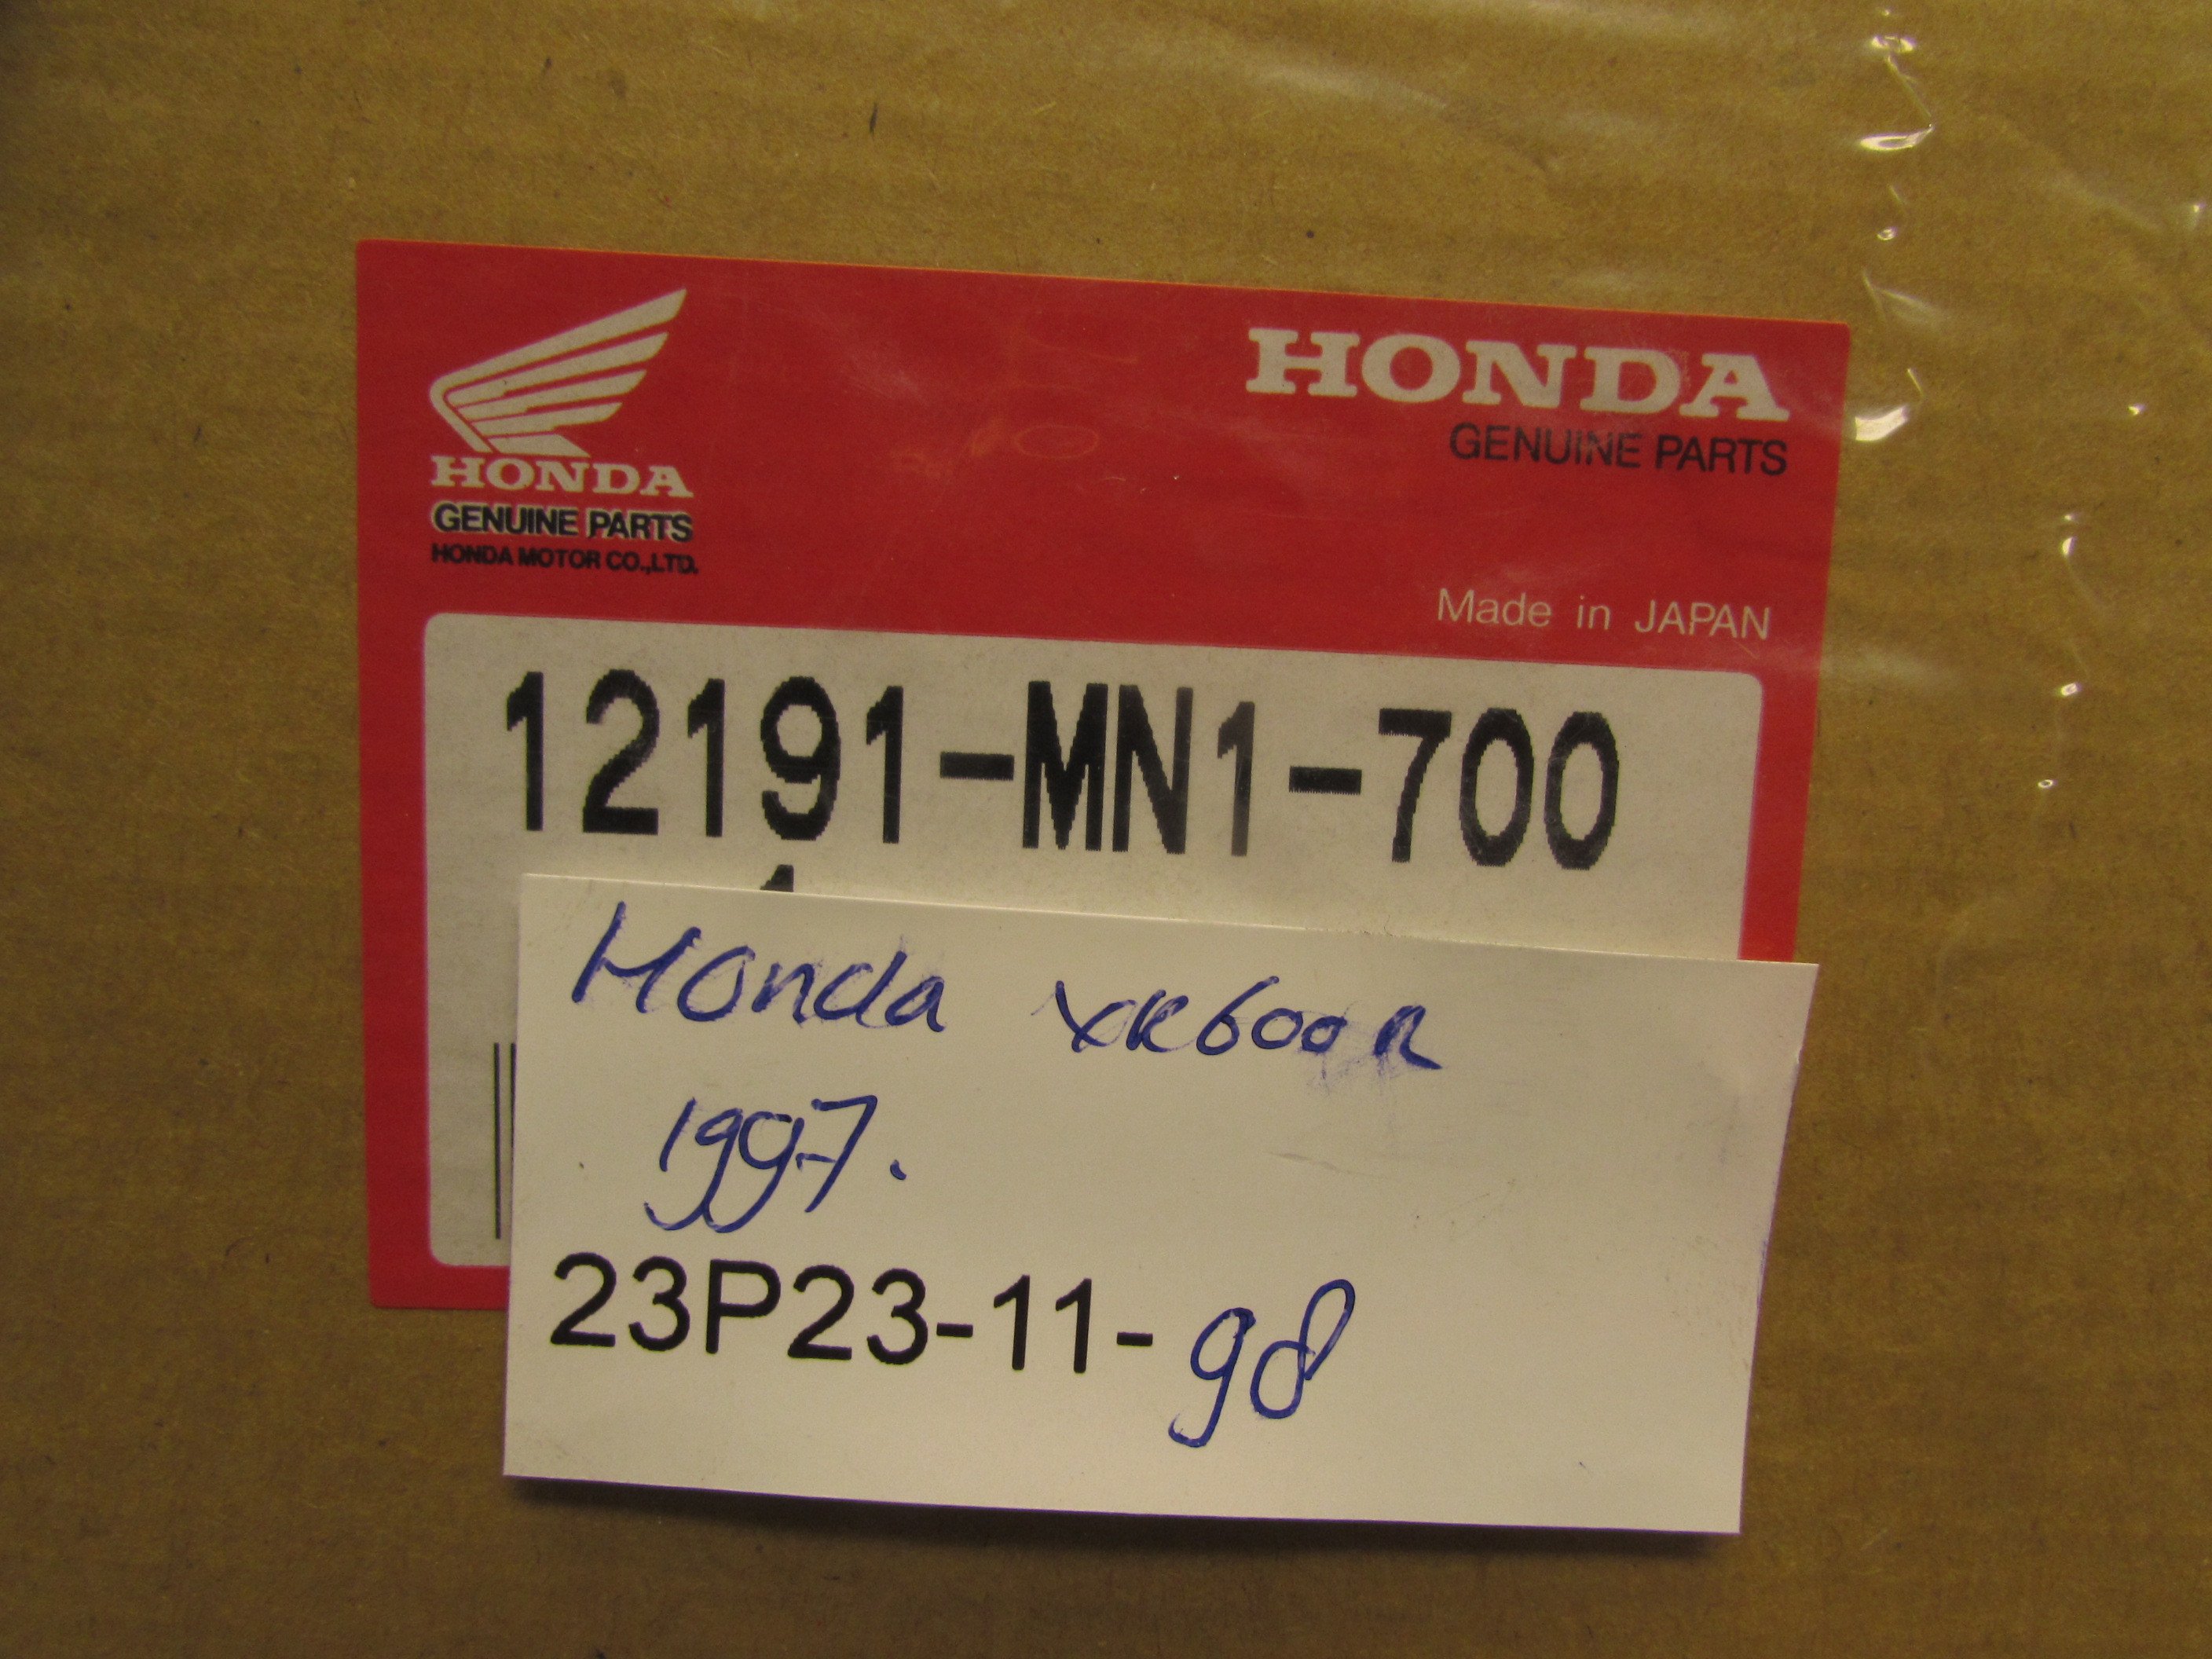 HONDA
GENUINE PARTS
HONDA MOTOR CO.,LTD.
HONDA
GENUINE PARTS
Made in JAPAN
12191-MN1-700
Honda XR600R
1997.
23P23-11-98